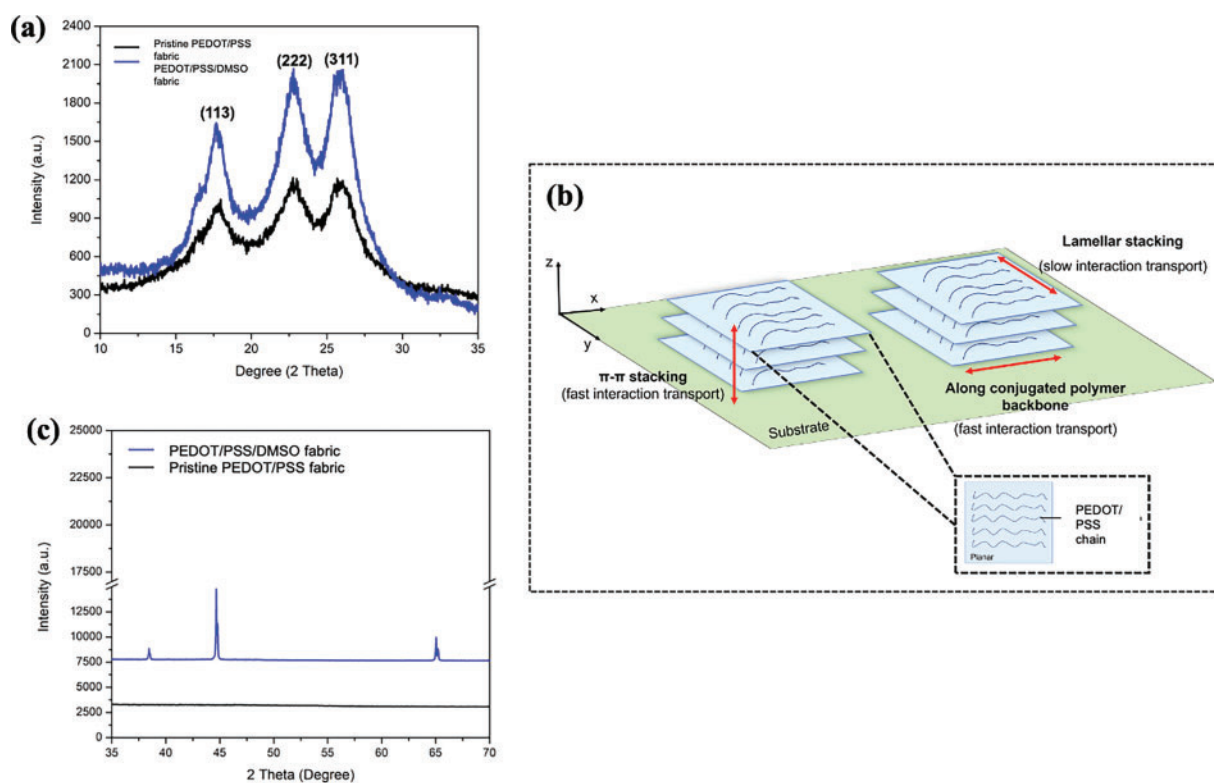 (a)
2400
2100
1800
1500
1200
900
600
300
0
Intensity (a.u.)
Pristine PEDOT/PSS
fabric
PEDOT/PSS/DMSO
fabric
(113)
(222)
(311)
10 15 20 25 30 35
Degree (2 Theta)
(b)
z
x
y
π-π stacking
(fast interaction transport)
Substrate
Lamellar stacking
(slow interaction transport)
Along conjugated polymer
backbone
(fast interaction transport)
Planar
PEDOT/
PSS
chain
(c)
25000
22500
20000
17500
12500
10000
7500
5000
2500
0
Intensity (a.u.)
PEDOT/PSS/DMSO fabric
Pristine PEDOT/PSS fabric
35 40 45 50 55 60 65 70
2 Theta (Degree)